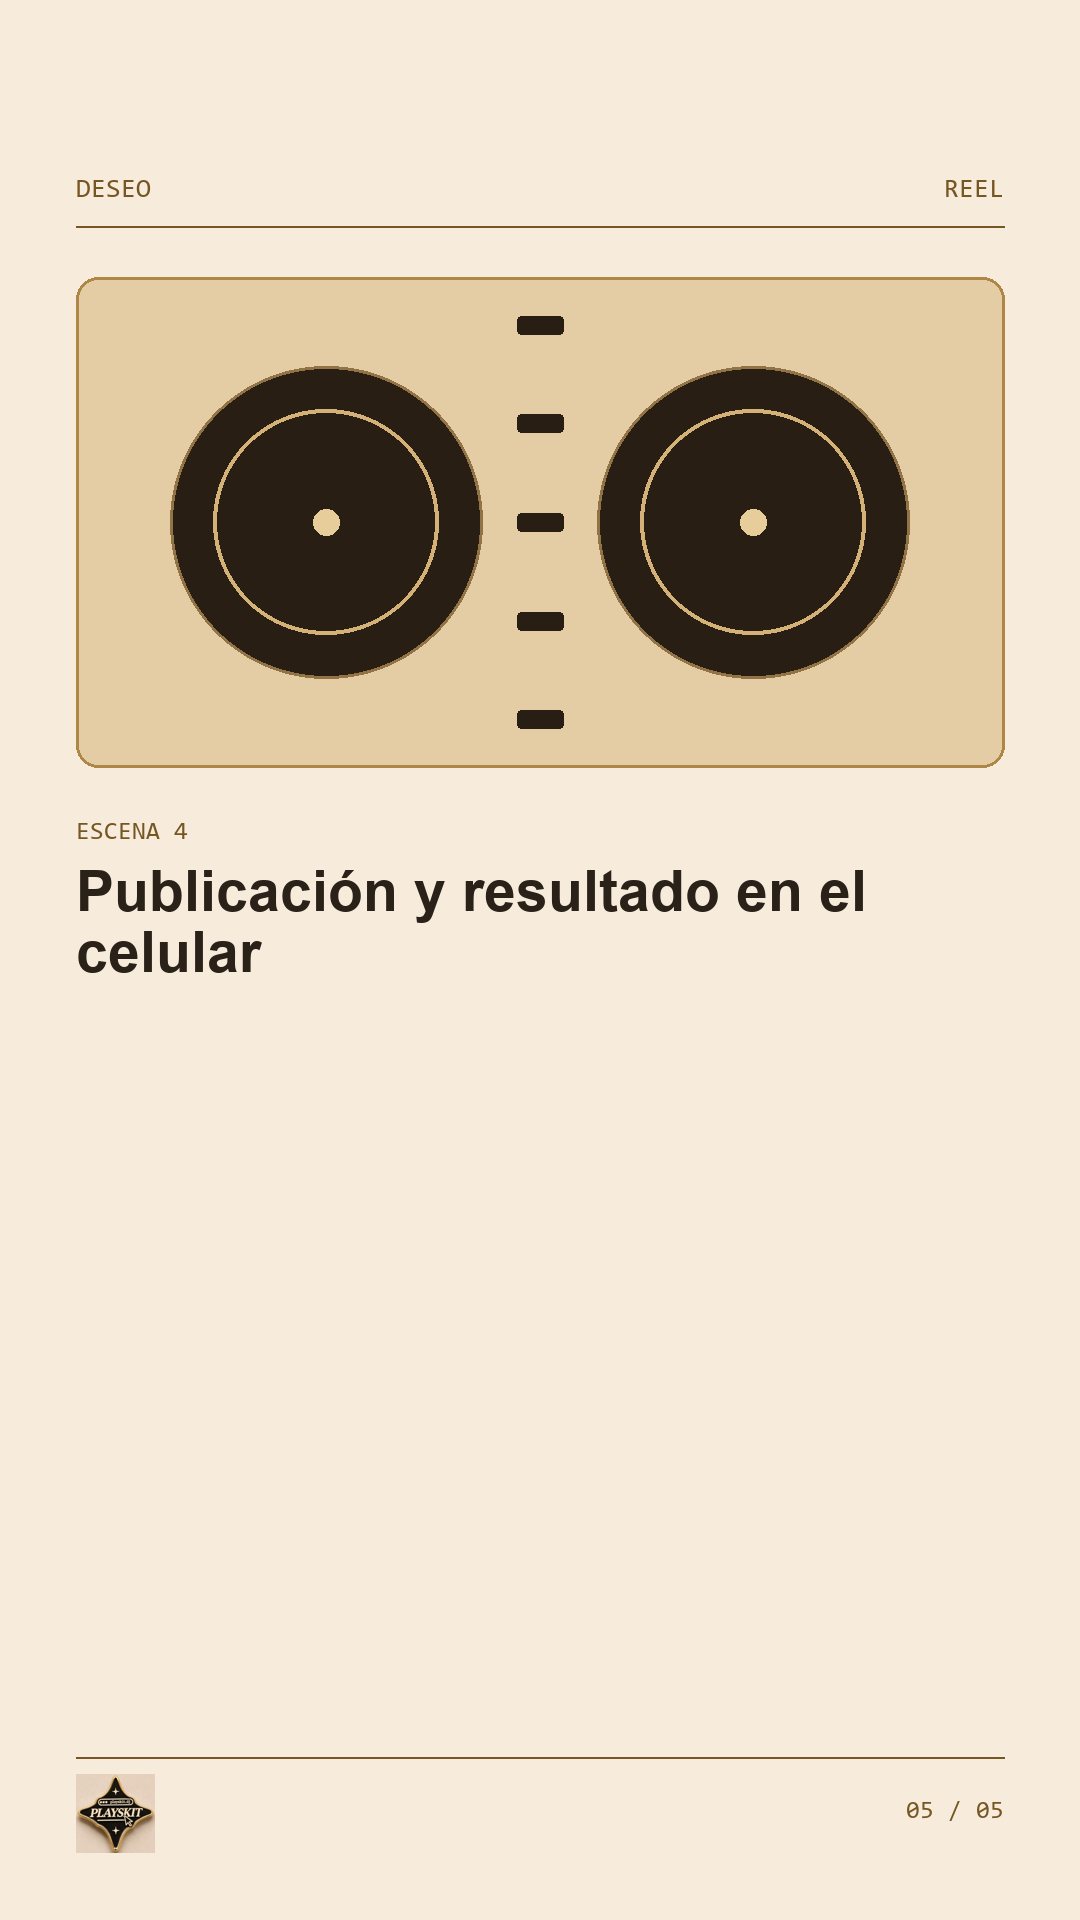 DESEO
REEL
ESCENA 4
Publicación y resultado en el
celular
PLAYSKIT
05 / 05